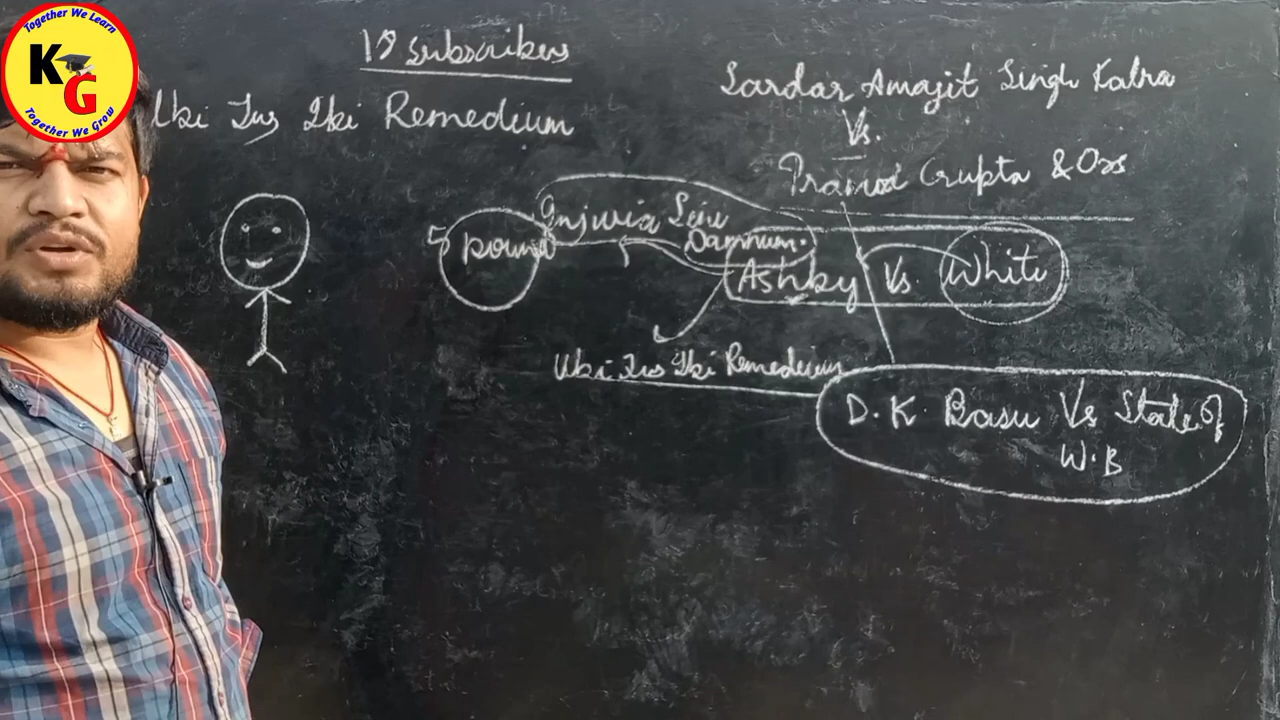 Together We Learn
KG
Together We Grow
18 Subscribers
Ubi Jus Ibi Remedium
Sardar Amajit Singh Kalra
Vs.
Pramod Gupta & Ors
5 pound
Injuria Sine
Damnum.
Ashby Vs. White
Ubi Jus Ibi Remedium
D.K. Basu Vs State of
W.B